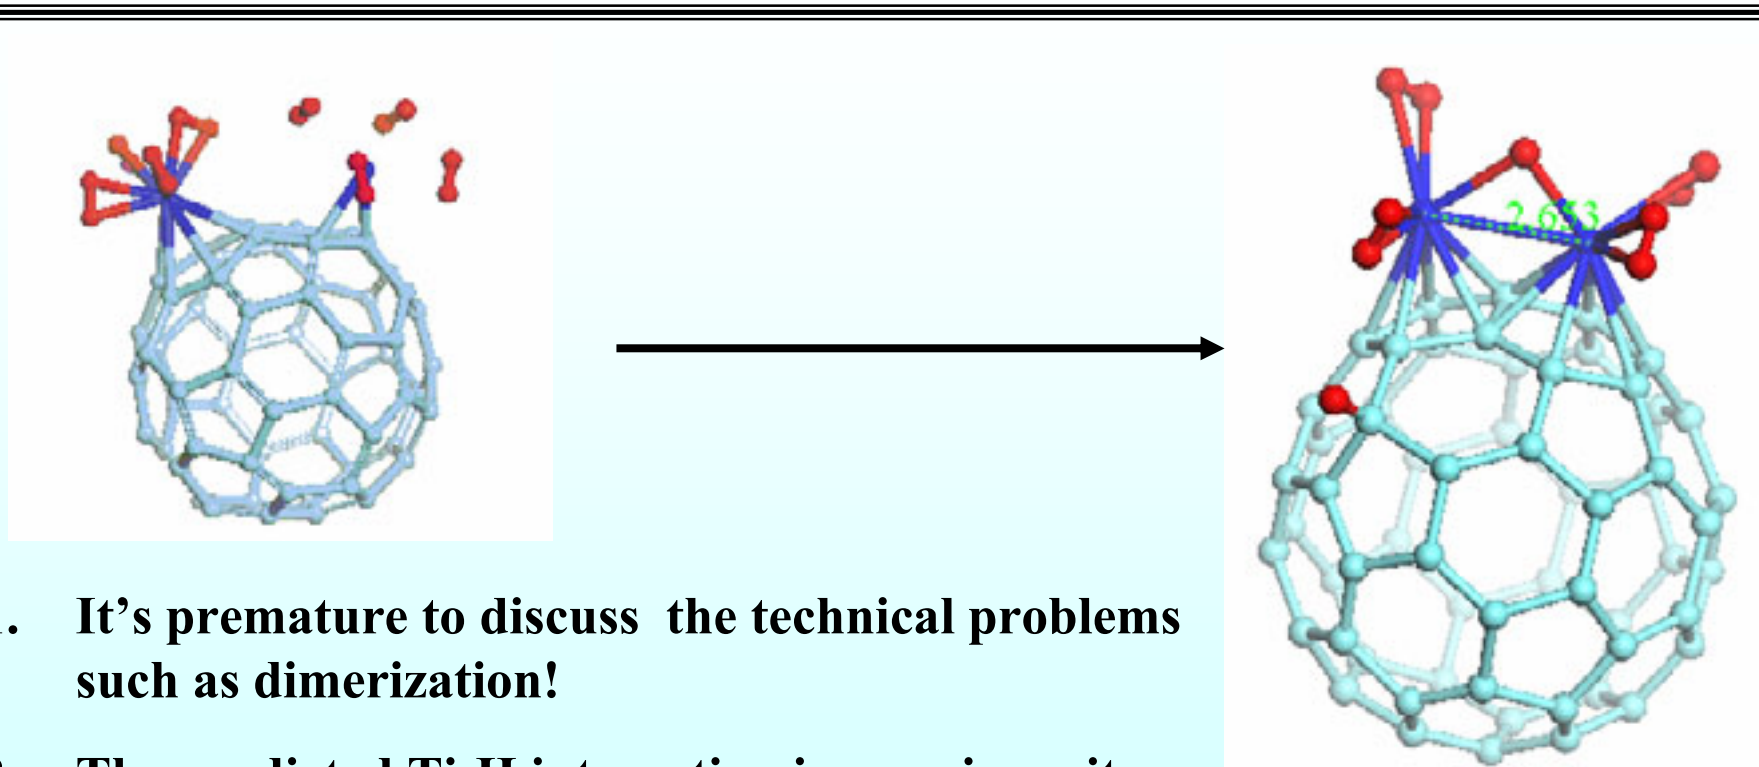 2.653
. It’s premature to discuss the technical problems
such as dimerization!